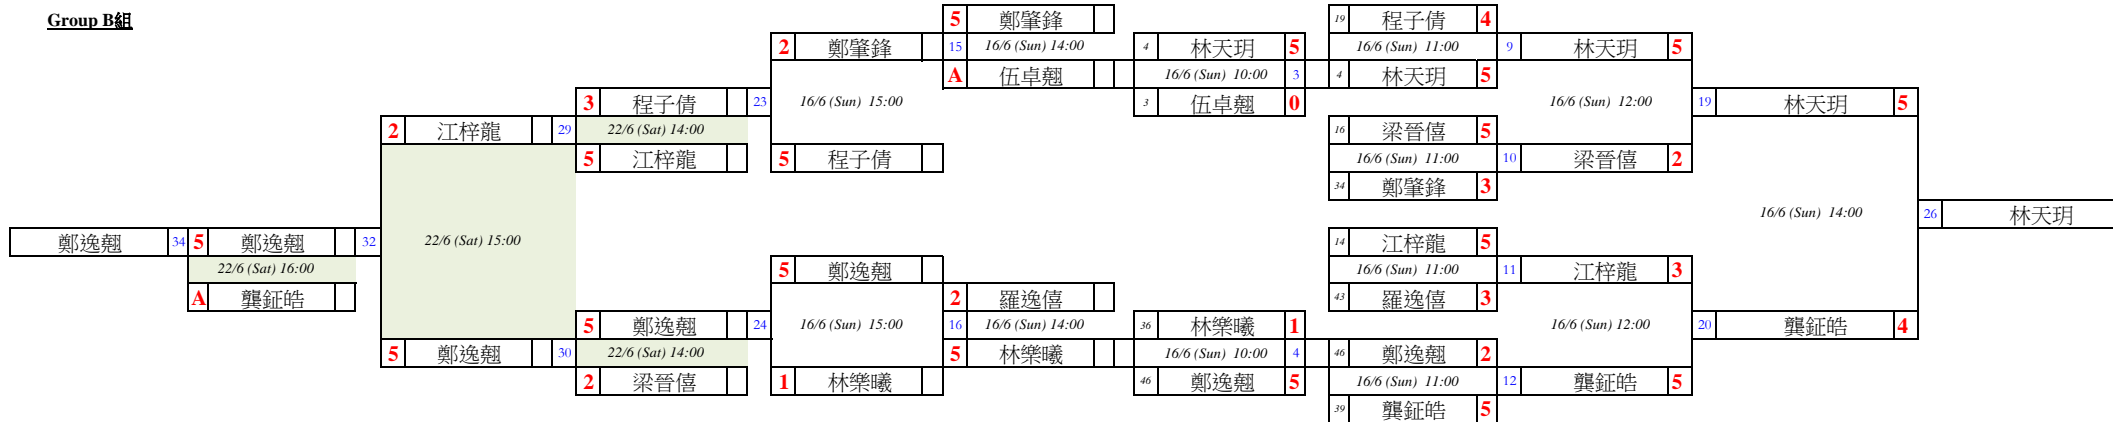 Group B組
5 鄭肇鋒
19 程子倩 4
2 鄭肇鋒 15 16/6 (Sun) 14:00 4 林天玥 5 16/6 (Sun) 11:00 9 林天玥 5
A 伍卓翹 16/6 (Sun) 10:00 3 4 林天玥 5
3 程子倩 23 16/6 (Sun) 15:00 3 伍卓翹 0 16/6 (Sun) 12:00 19 林天玥 5
2 江梓龍 29 22/6 (Sat) 14:00 16 梁晉僖 5
5 江梓龍 5 程子倩 16/6 (Sun) 11:00 10 梁晉僖 2
34 鄭肇鋒 3
16/6 (Sun) 14:00 26 林天玥
鄭逸翹 34 5 鄭逸翹 32 22/6 (Sat) 15:00 14 江梓龍 5
22/6 (Sat) 16:00 5 鄭逸翹 16/6 (Sun) 11:00 11 江梓龍 3
A 龔鉦皓 2 羅逸僖 43 羅逸僖 3
5 鄭逸翹 24 16/6 (Sun) 15:00 16 16/6 (Sun) 14:00 36 林樂曦 1 16/6 (Sun) 12:00 20 龔鉦皓 4
5 鄭逸翹 30 22/6 (Sat) 14:00 5 林樂曦 16/6 (Sun) 10:00 4 46 鄭逸翹 2
2 梁晉僖 1 林樂曦 46 鄭逸翹 5 16/6 (Sun) 11:00 12 龔鉦皓 5
39 龔鉦皓 5